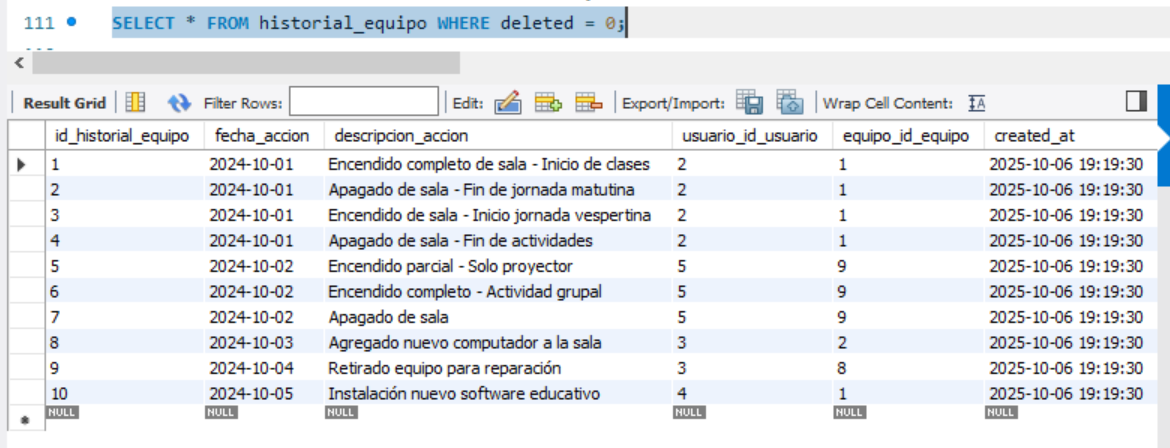 111 SELECT * FROM historial_equipo WHERE deleted = 0;
Result Grid Filter Rows: Edit: Export/Import: Wrap Cell Content: IA
id_historial_equipo fecha_accion descripcion_accion usuario_id_usuario equipo_id_equipo created_at
1 2024-10-01 Encendido completo de sala - Inicio de clases 2 1 2025-10-06 19:19:30
2 2024-10-01 Apagado de sala - Fin de jornada matutina 2 1 2025-10-06 19:19:30
3 2024-10-01 Encendido de sala - Inicio jornada vespertina 2 1 2025-10-06 19:19:30
4 2024-10-01 Apagado de sala - Fin de actividades 2 1 2025-10-06 19:19:30
5 2024-10-02 Encendido parcial - Solo proyector 5 9 2025-10-06 19:19:30
6 2024-10-02 Encendido completo - Actividad grupal 5 9 2025-10-06 19:19:30
7 2024-10-02 Apagado de sala 5 9 2025-10-06 19:19:30
8 2024-10-03 Agregado nuevo computador a la sala 3 2 2025-10-06 19:19:30
9 2024-10-04 Retirado equipo para reparación 3 8 2025-10-06 19:19:30
10 2024-10-05 Instalación nuevo software educativo 4 1 2025-10-06 19:19:30
NULL NULL NULL NULL NULL NULL